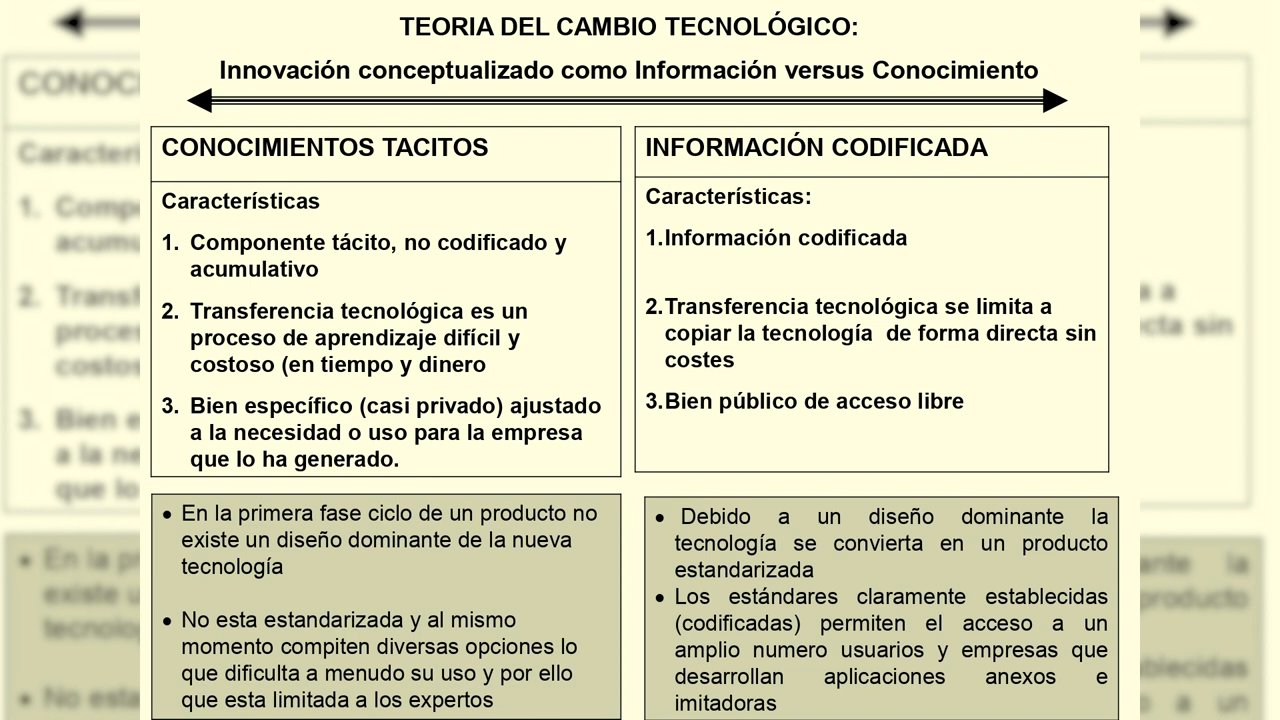 TEORIA DEL CAMBIO TECNOLÓGICO:
Innovación conceptualizado como Información versus Conocimiento
CONOCIMIENTOS TACITOS
Características
1. Componente tácito, no codificado y
acumulativo
2. Transferencia tecnológica es un
proceso de aprendizaje difícil y
costoso (en tiempo y dinero
3. Bien específico (casi privado) ajustado
a la necesidad o uso para la empresa
que lo ha generado.
INFORMACIÓN CODIFICADA
Características:
1.Información codificada
2.Transferencia tecnológica se limita a
copiar la tecnología de forma directa sin
costes
3.Bien público de acceso libre
• En la primera fase ciclo de un producto no
existe un diseño dominante de la nueva
tecnología
• No esta estandarizada y al mismo
momento compiten diversas opciones lo
que dificulta a menudo su uso y por ello
que esta limitada a los expertos
• Debido a un diseño dominante la
tecnología se convierta en un producto
estandarizada
• Los estándares claramente establecidas
(codificadas) permiten el acceso a un
amplio numero usuarios y empresas que
desarrollan aplicaciones anexos e
imitadoras